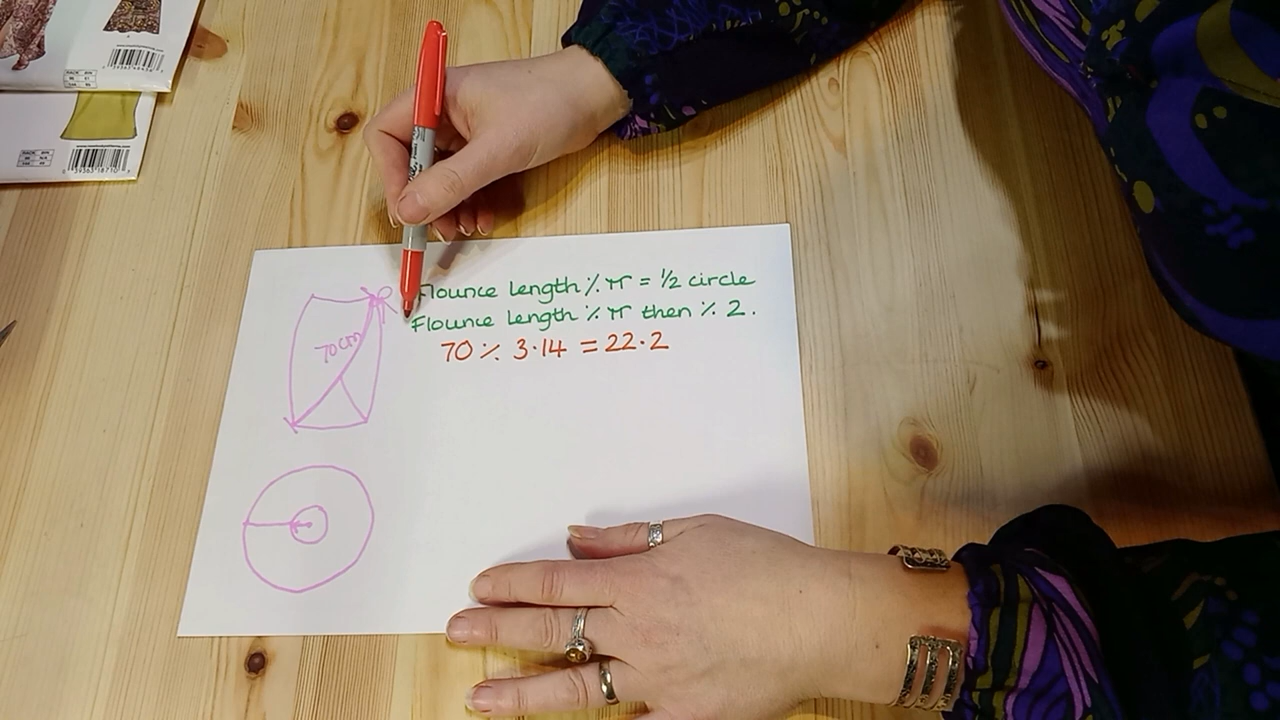 Flounce length ٪ π = ½ circle
Flounce length ٪ π then ٪ 2.
70 ٪ 3·14 = 22·2
70cm